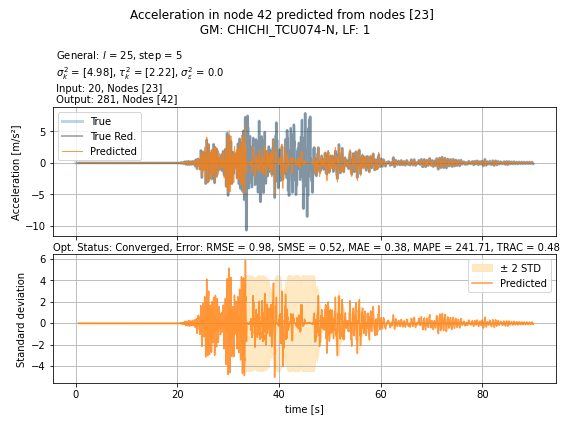 Acceleration in node 42 predicted from nodes [23]
GM: CHICHI_TCU074-N, LF: 1
General: l = 25, step = 5
σ²ₖ = [4.98], τ²ₖ = [2.22], σ²ε = 0.0
Input: 20, Nodes [23]
Output: 281, Nodes [42]
True
True Red.
Predicted
Acceleration [m/s²]
5
0
−5
−10
Opt. Status: Converged, Error: RMSE = 0.98, SMSE = 0.52, MAE = 0.38, MAPE = 241.71, TRAC = 0.48
± 2 STD
Predicted
Standard deviation
6
4
2
0
−2
−4
0 20 40 60 80
time [s]